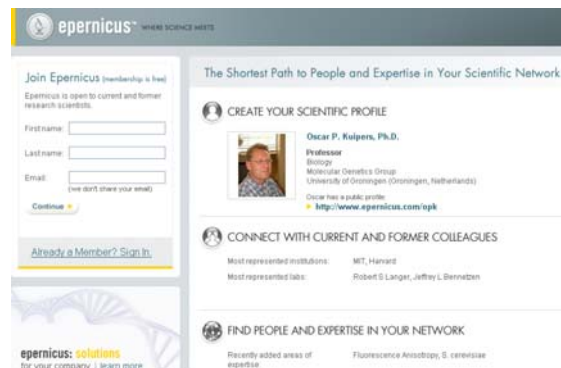 epernicus™ WHERE SCIENCE MEETS
Join Epernicus (membership is free)
Epernicus is open to current and former
research scientists.
First name:
Last name:
Email:
(we don't share your email)
Continue
Already a Member? Sign In.
epernicus: solutions
for your company | learn more
The Shortest Path to People and Expertise in Your Scientific Network
CREATE YOUR SCIENTIFIC PROFILE
Oscar P. Kuipers, Ph.D.
Professor
Biology
Molecular Genetics Group
University of Groningen (Groningen, Netherlands)
Oscar has a public profile:
http://www.epernicus.com/opk
CONNECT WITH CURRENT AND FORMER COLLEAGUES
Most represented institutions: MIT, Harvard
Most represented labs: Robert S Langer, Jeffrey L Bennetzen
FIND PEOPLE AND EXPERTISE IN YOUR NETWORK
Recently added areas of Fluorescence Anisotropy, S. cerevisiae
expertise